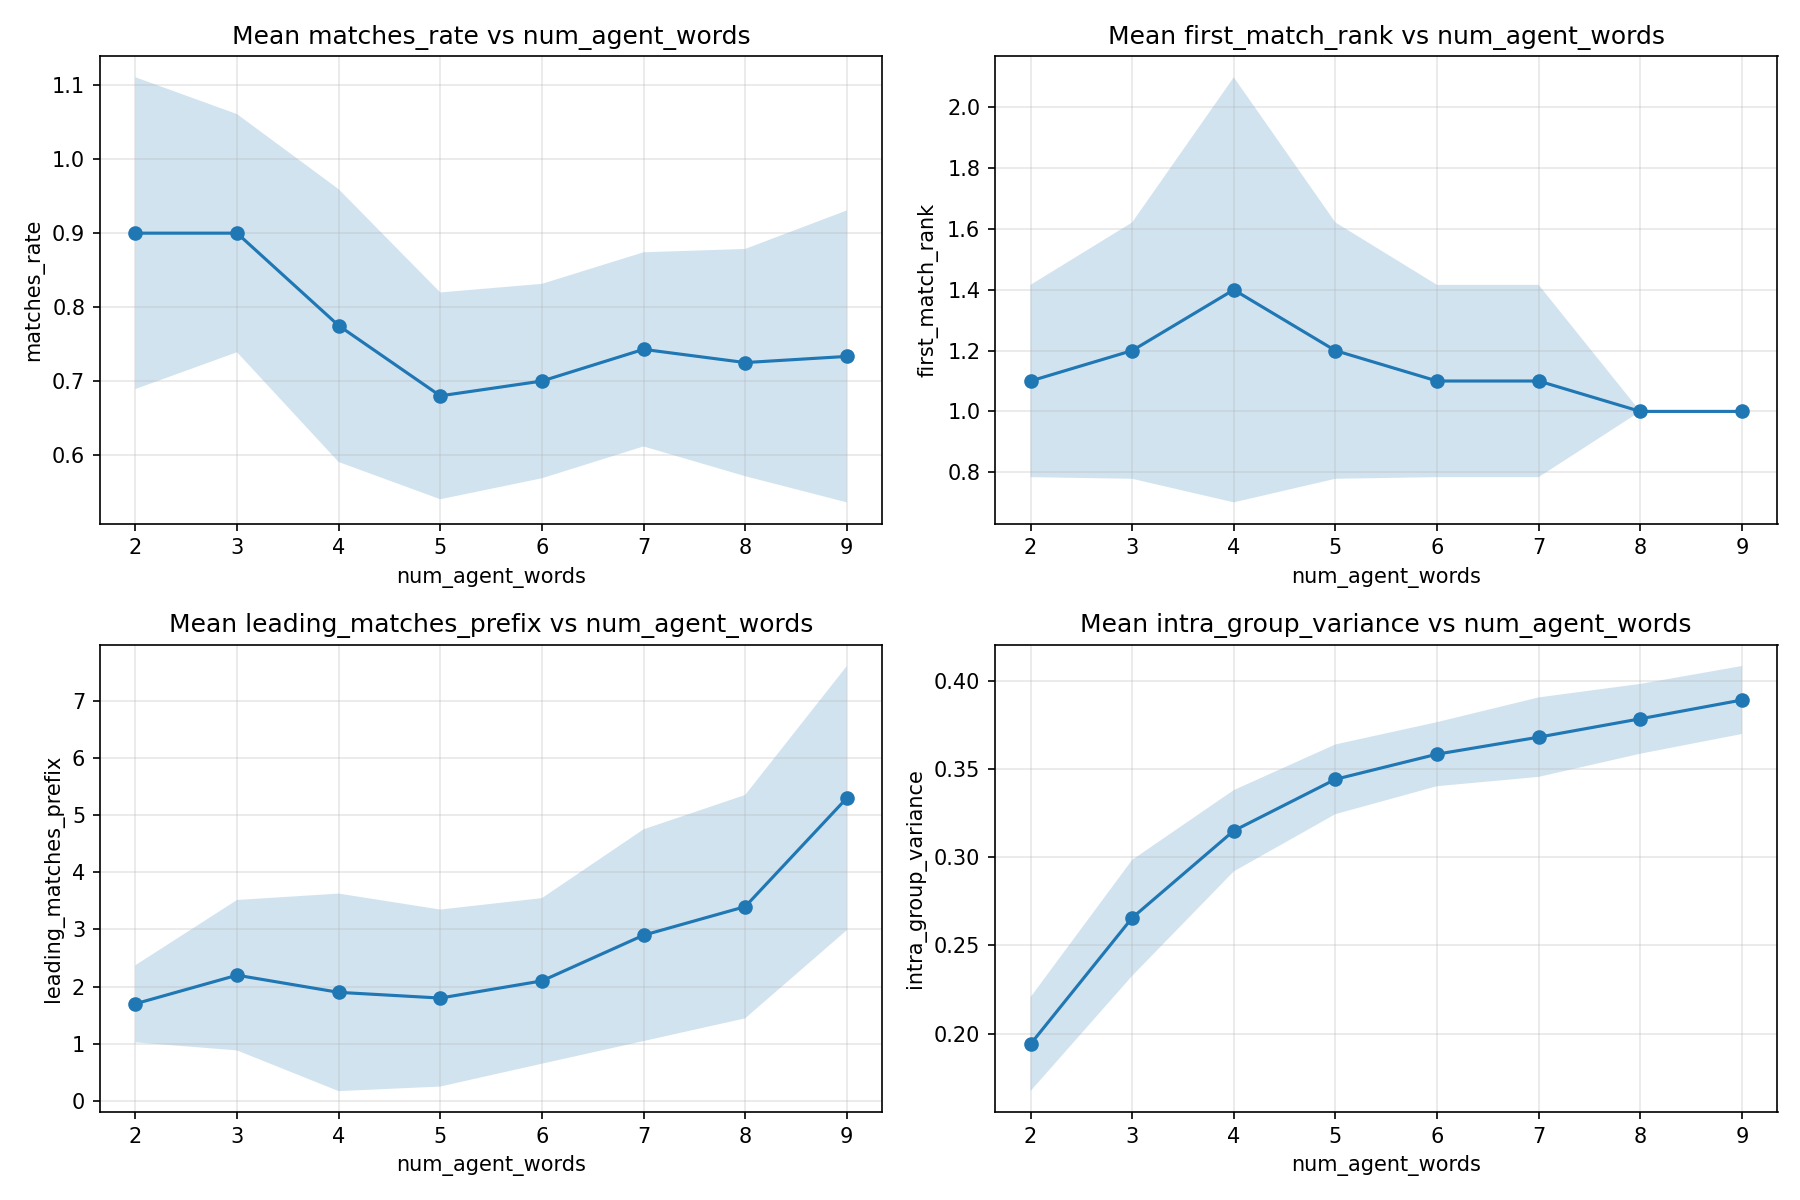 Mean matches_rate vs num_agent_words
1.1
1.0
0.9
0.8
0.7
0.6
matches_rate
2 3 4 5 6 7 8 9
num_agent_words
Mean first_match_rank vs num_agent_words
2.0
1.8
1.6
1.4
1.2
1.0
0.8
first_match_rank
2 3 4 5 6 7 8 9
num_agent_words
Mean leading_matches_prefix vs num_agent_words
7
6
5
4
3
2
1
0
leading_matches_prefix
2 3 4 5 6 7 8 9
num_agent_words
Mean intra_group_variance vs num_agent_words
0.40
0.35
0.30
0.25
0.20
intra_group_variance
2 3 4 5 6 7 8 9
num_agent_words